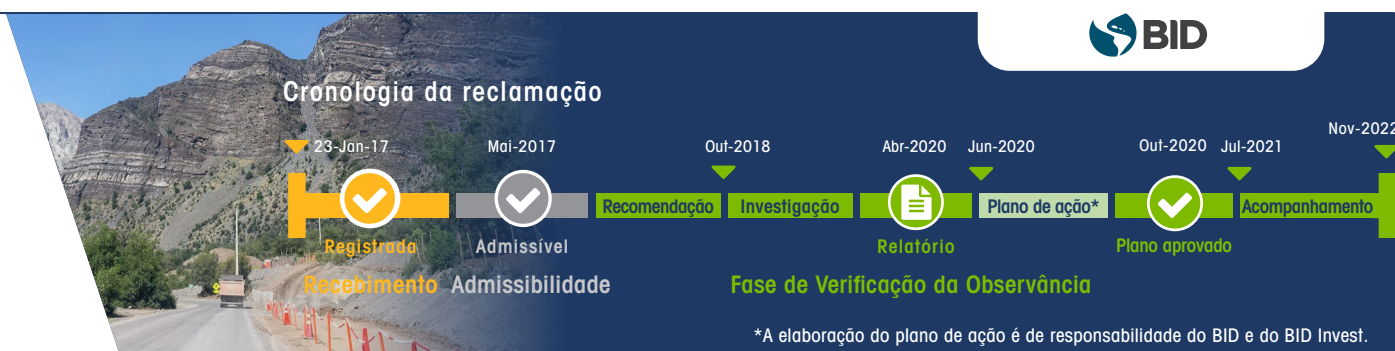 BID
Cronologia da reclamação
23-Jan-17
Mai-2017
Out-2018
Abr-2020
Jun-2020
Out-2020
Jul-2021
Nov-2022
Recomendação
Investigação
Plano de ação*
Acompanhamento
Registrada
Admissível
Relatório
Plano aprovado
Recebimento
Admissibilidade
Fase de Verificação da Observância
*A elaboração do plano de ação é de responsabilidade do BID e do BID Invest.